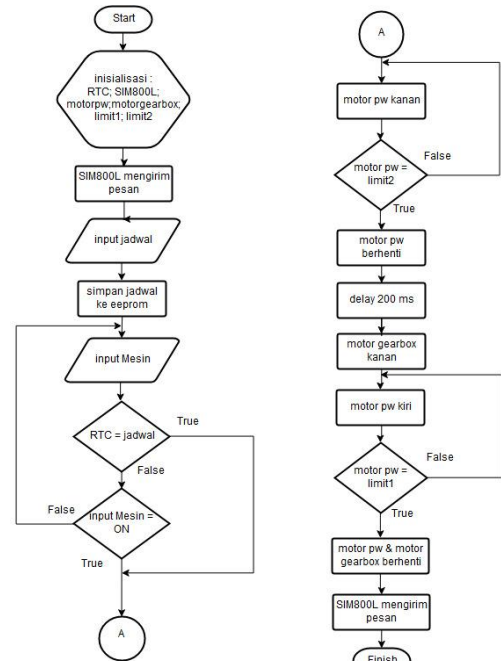 Start
inisialisasi :
RTC; SIM800L;
motorpw;motorgearbox;
limit1; limit2
SIM800L mengirim
pesan
input jadwal
simpan jadwal
ke eeprom
input Mesin
RTC = jadwal
True
False
input Mesin =
ON
False
True
A
A
motor pw kanan
motor pw =
limit2
False
True
motor pw
berhenti
delay 200 ms
motor gearbox
kanan
motor pw kiri
motor pw =
limit1
False
True
motor pw & motor
gearbox berhenti
SIM800L mengirim
pesan
Finish